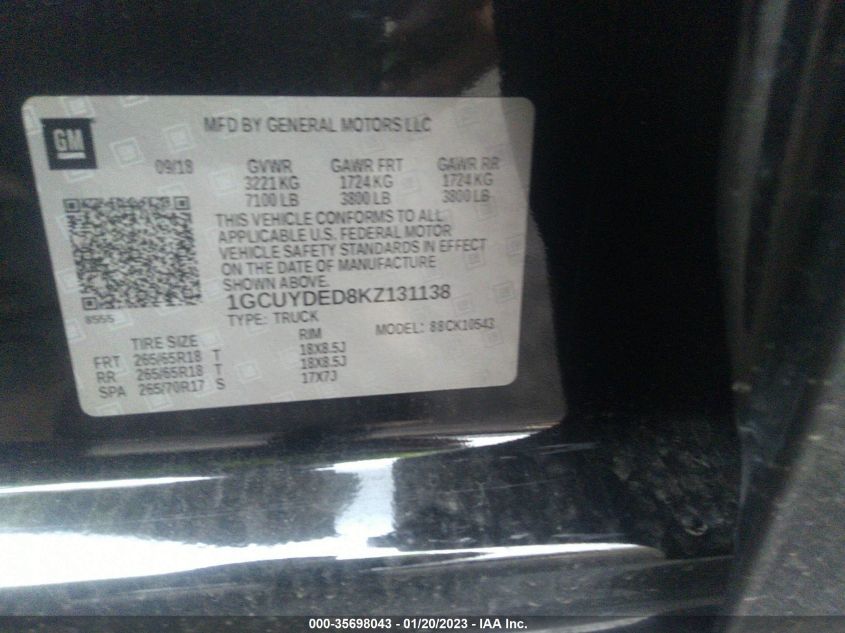 GM
MFD BY GENERAL MOTORS LLC
09/18 GVWR GAWR FRT GAWR RR
3221 KG 1724 KG 1724 KG
7100 LB 3800 LB 3800 LB
THIS VEHICLE CONFORMS TO ALL
APPLICABLE U.S. FEDERAL MOTOR
VEHICLE SAFETY STANDARDS IN EFFECT
ON THE DATE OF MANUFACTURE
SHOWN ABOVE.
1GCUYDED8KZ131138
8555
TYPE: TRUCK MODEL: 88CK10543
TIRE SIZE RIM
FRT 265/65R18 T 18X8.5J
RR 265/65R18 T 18X8.5J
SPA 265/70R17 S 17X7J
000-35698043 - 01/20/2023 - IAA Inc.